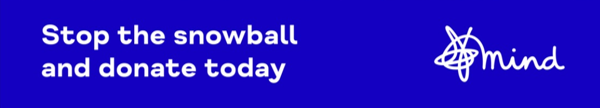 Stop the snowball
and donate today
mind